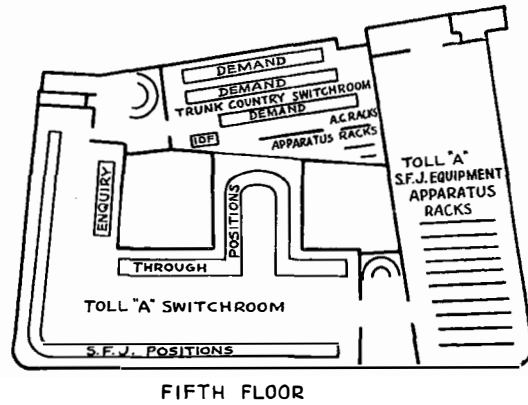 DEMAND
DEMAND
TRUNK COUNTRY SWITCHROOM
DEMAND
A.C. RACKS
IDF
APPARATUS RACKS
TOLL "A"
S.F.J. EQUIPMENT
APPARATUS
RACKS
ENQUIRY
POSITIONS
THROUGH
TOLL "A" SWITCHROOM
S.F.J. POSITIONS
FIFTH FLOOR